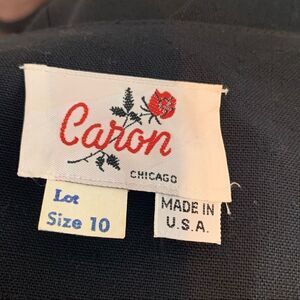 Caron
CHICAGO
Lot
Size 10
MADE IN
U.S.A.